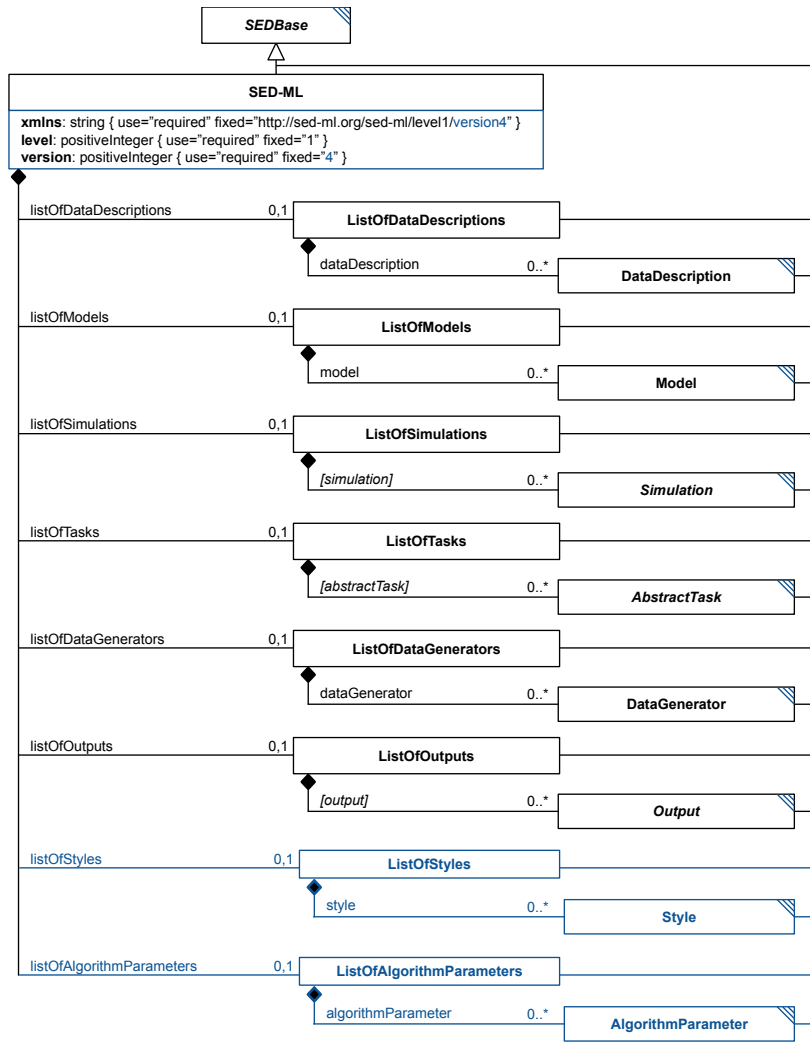 SEDBase
SED-ML
xmlns: string { use=”required” fixed=”http://sed-ml.org/sed-ml/level1/version4” }
level: positiveInteger { use=”required” fixed=”1” }
version: positiveInteger { use=”required” fixed=”4” }
listOfDataDescriptions 0,1 ListOfDataDescriptions
dataDescription 0..* DataDescription
listOfModels 0,1 ListOfModels
model 0..* Model
listOfSimulations 0,1 ListOfSimulations
[simulation] 0..* Simulation
listOfTasks 0,1 ListOfTasks
[abstractTask] 0..* AbstractTask
listOfDataGenerators 0,1 ListOfDataGenerators
dataGenerator 0..* DataGenerator
listOfOutputs 0,1 ListOfOutputs
[output] 0..* Output
listOfStyles 0,1 ListOfStyles
style 0..* Style
listOfAlgorithmParameters 0,1 ListOfAlgorithmParameters
algorithmParameter 0..* AlgorithmParameter